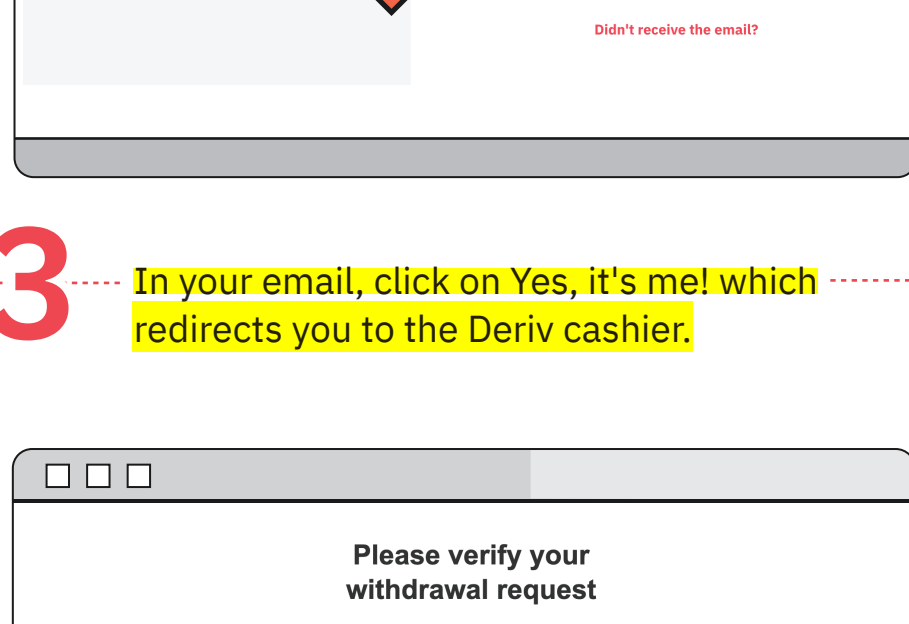 Didn't receive the email?
3
In your email, click on Yes, it's me! which
redirects you to the Deriv cashier.
Please verify your
withdrawal request